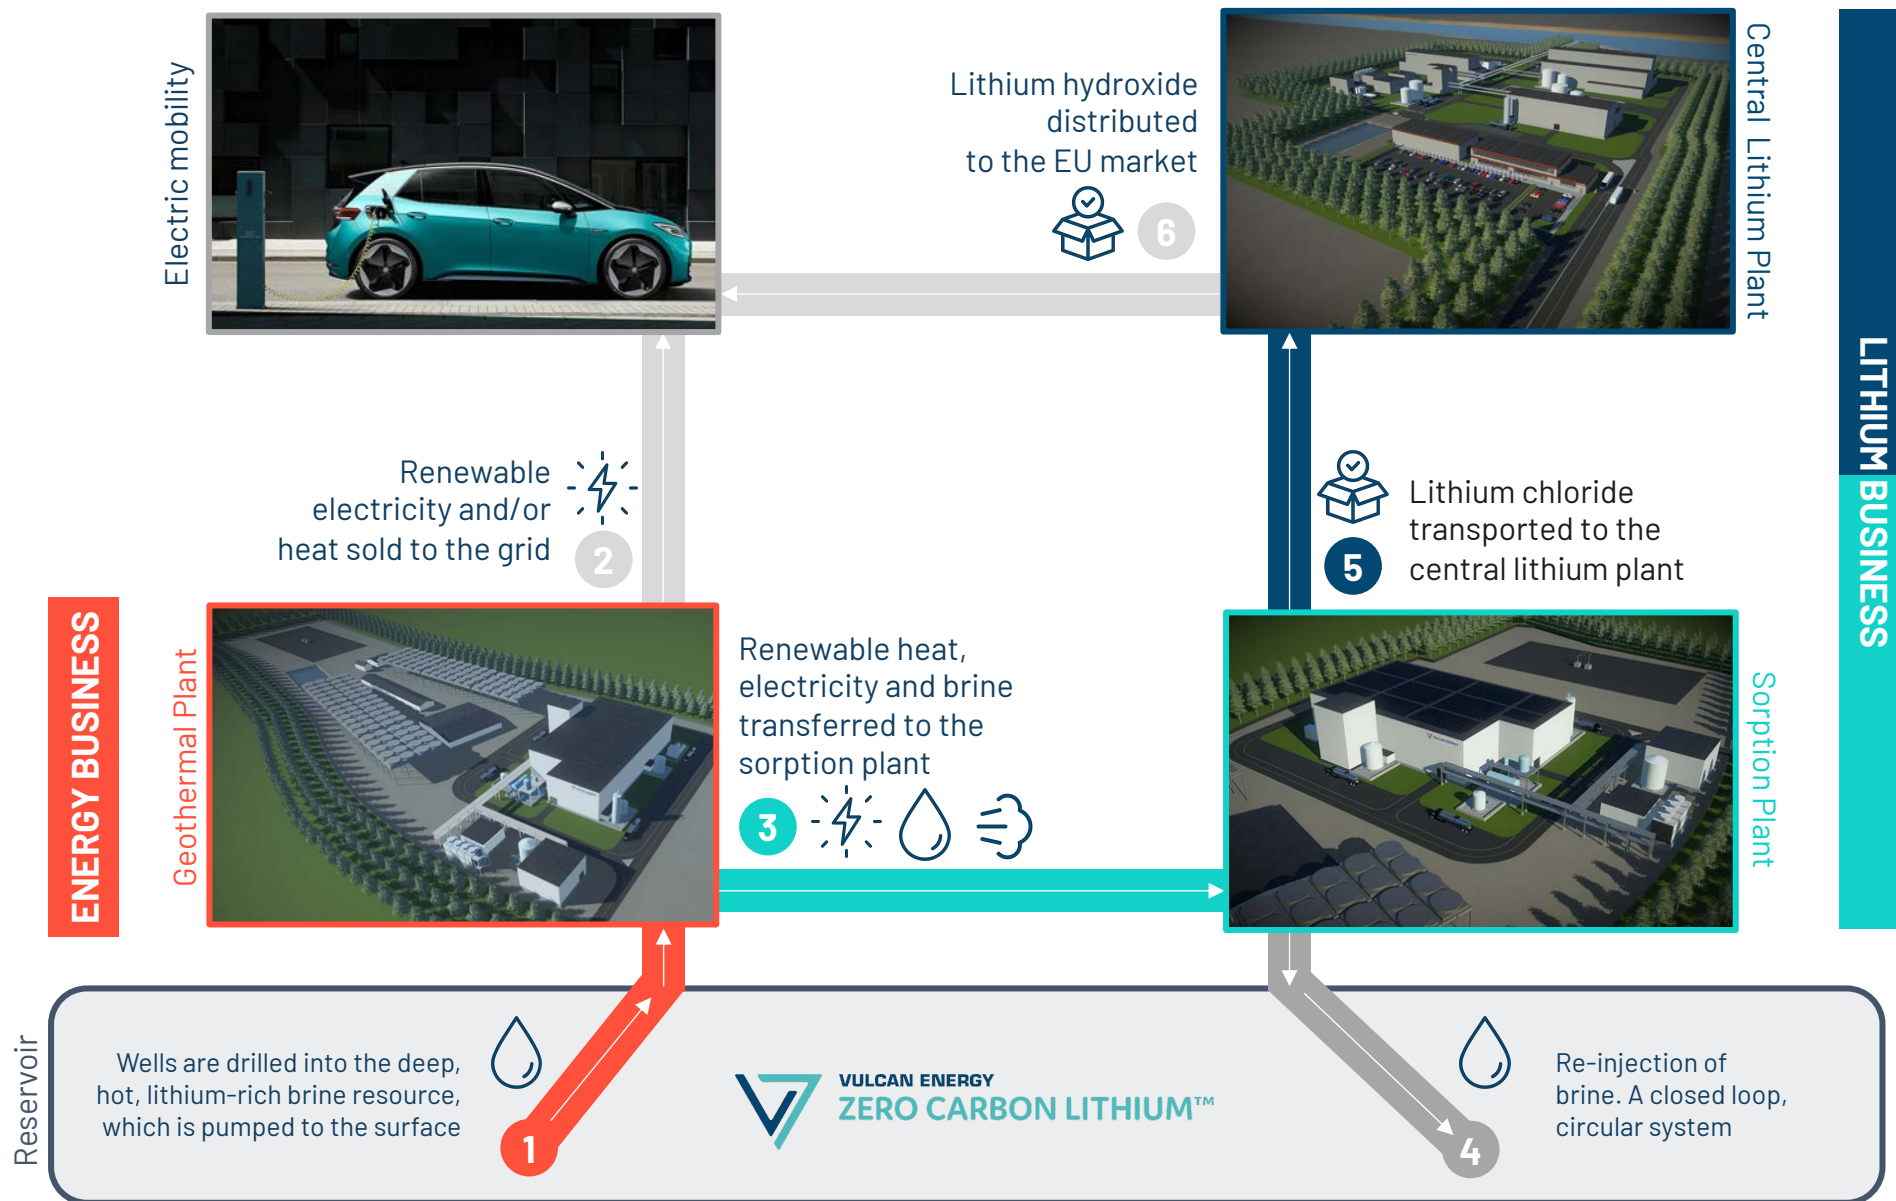 Electric mobility
Lithium hydroxide
distributed
to the EU market
6
Central Lithium Plant
LITHIUM BUSINESS
Renewable
electricity and/or
heat sold to the grid
2
Lithium chloride
transported to the
central lithium plant
5
ENERGY BUSINESS
Geothermal Plant
Renewable heat,
electricity and brine
transferred to the
sorption plant
3
VULCAN ENERGY
Sorption Plant
Reservoir
Wells are drilled into the deep,
hot, lithium-rich brine resource,
which is pumped to the surface
1
VULCAN ENERGY
ZERO CARBON LITHIUM™
Re-injection of
brine. A closed loop,
circular system
4